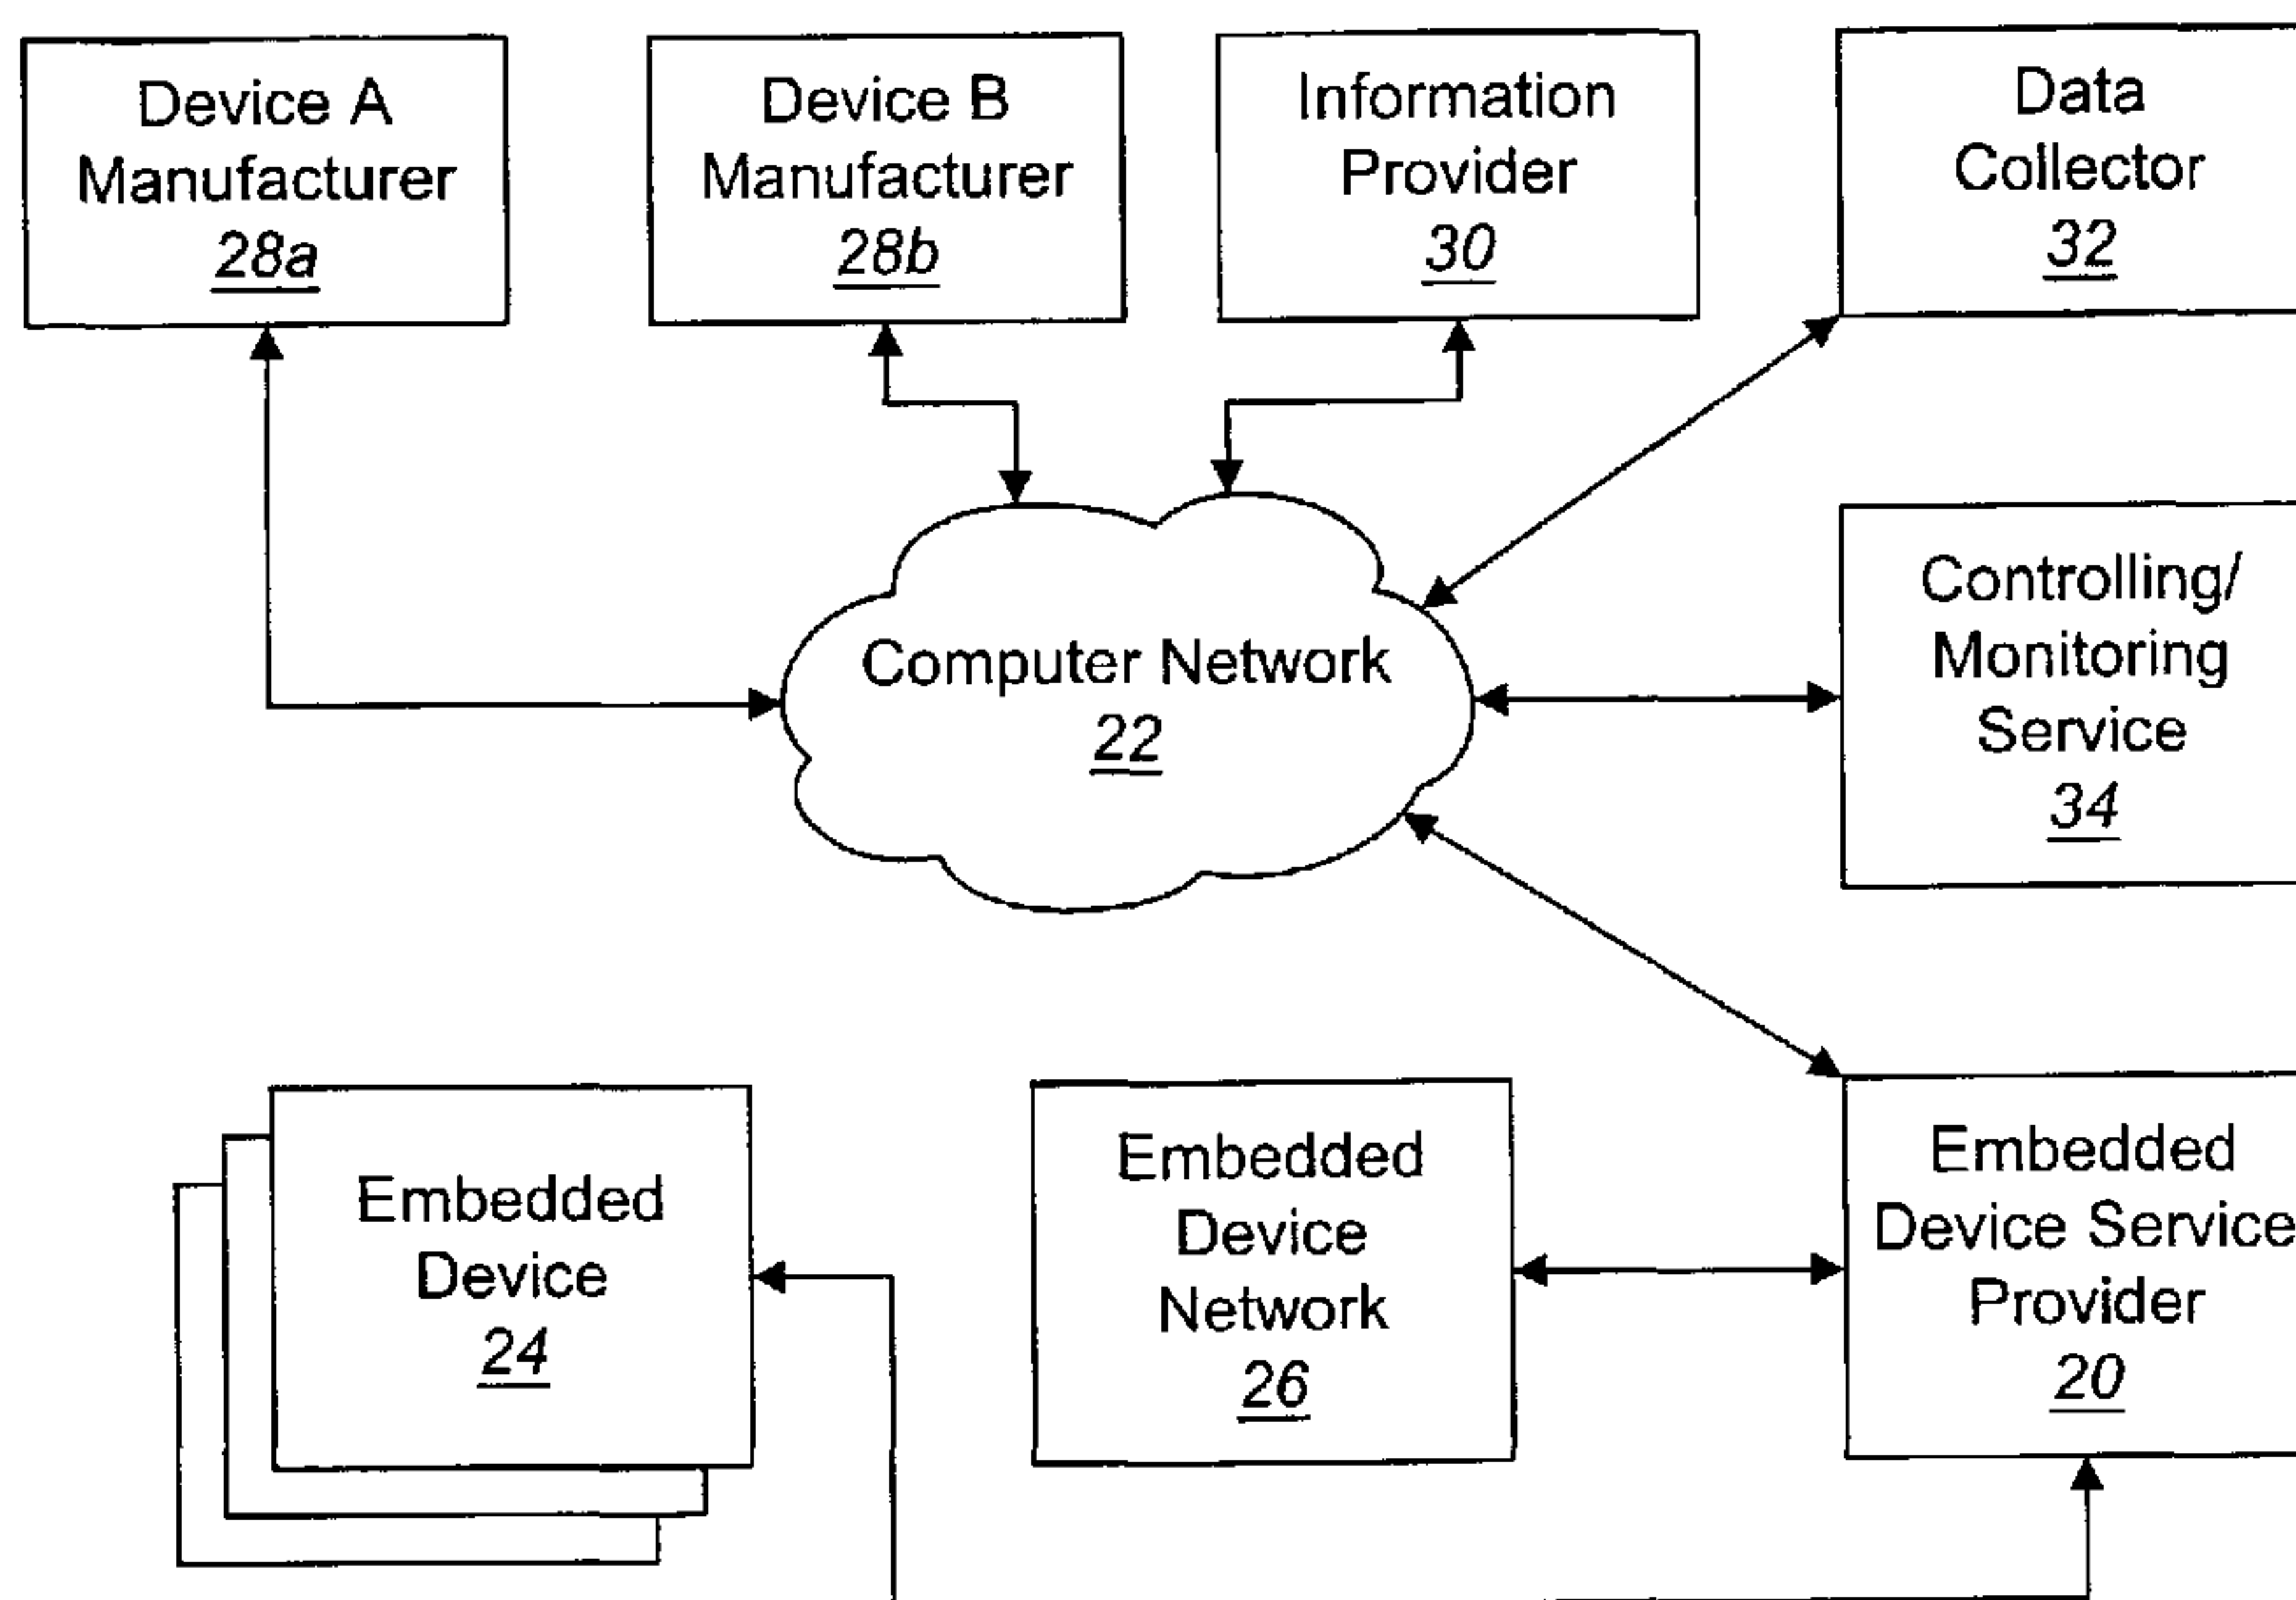 Device A
Manufacturer
28a
Device B
Manufacturer
28b
Information
Provider
30
Data
Collector
32
Computer Network
22
Controlling/
Monitoring
Service
34
Embedded
Device
24
Embedded
Device
Network
26
Embedded
Device Service
Provider
20